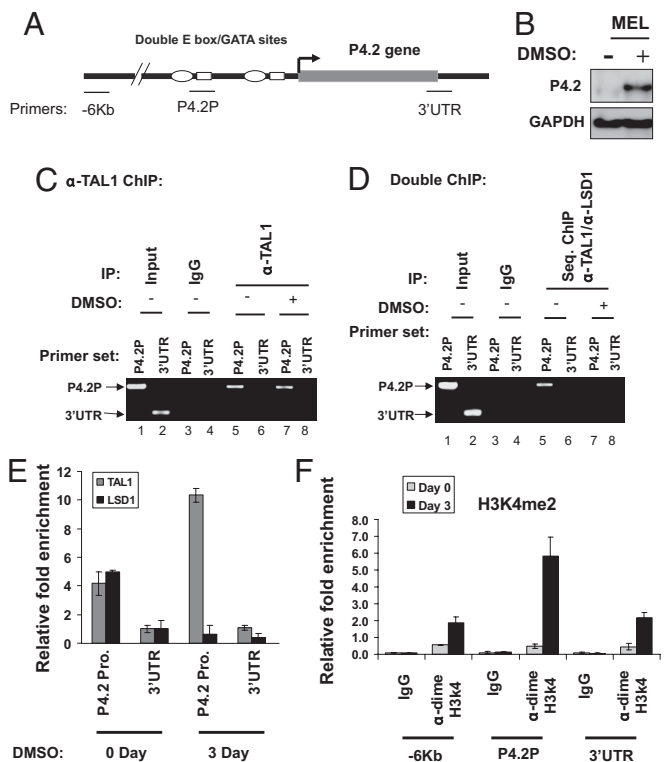 A
Double E box/GATA sites
P4.2 gene
Primers:
-6Kb
P4.2P
3'UTR
B
MEL
DMSO: - +
P4.2
GAPDH
C
α-TAL1 ChIP:
IP:
Input
IgG
α-TAL1
DMSO: - - - +
Primer set:
P4.2P
3'UTR
P4.2P
3'UTR
P4.2P
3'UTR
P4.2P
3'UTR
P4.2P
3'UTR
1 2 3 4 5 6 7 8
D
Double ChIP:
IP:
Input
IgG
Seq. ChIP
α-TAL1/α-LSD1
DMSO: - - - +
Primer set:
P4.2P
3'UTR
P4.2P
3'UTR
P4.2P
3'UTR
P4.2P
3'UTR
P4.2P
3'UTR
1 2 3 4 5 6 7 8
E
Relative fold enrichment
12
10
8
6
4
2
0
TAL1
LSD1
P4.2 Pro.
3'UTR
P4.2 Pro.
3'UTR
DMSO: 0 Day 3 Day
F
Relative fold enrichment
Day 0
Day 3
H3K4me2
8.0
7.0
6.0
5.0
4.0
3.0
2.0
1.0
0.0
IgG
α-dime
H3k4
IgG
α-dime
H3k4
IgG
α-dime
H3k4
-6Kb P4.2P 3'UTR